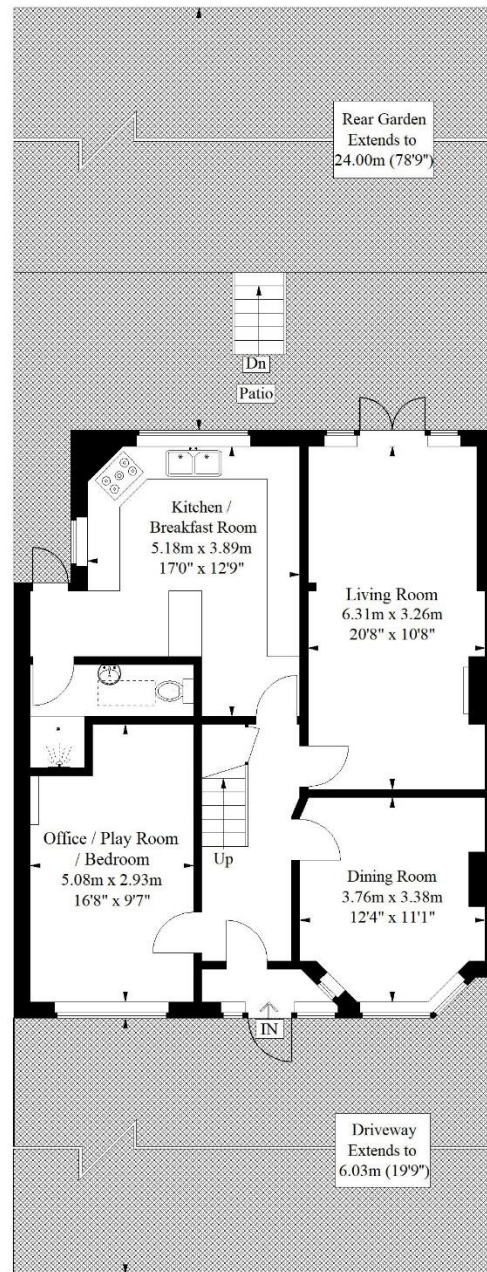 Rear Garden
Extends to
24.00m (78'9")
Dn
Patio
Kitchen /
Breakfast Room
5.18m x 3.89m
17'0" x 12'9"
Living Room
6.31m x 3.26m
20'8" x 10'8"
Office / Play Room
/ Bedroom
5.08m x 2.93m
16'8" x 9'7"
Up
Dining Room
3.76m x 3.38m
12'4" x 11'1"
IN
Driveway
Extends to
6.03m (19'9")